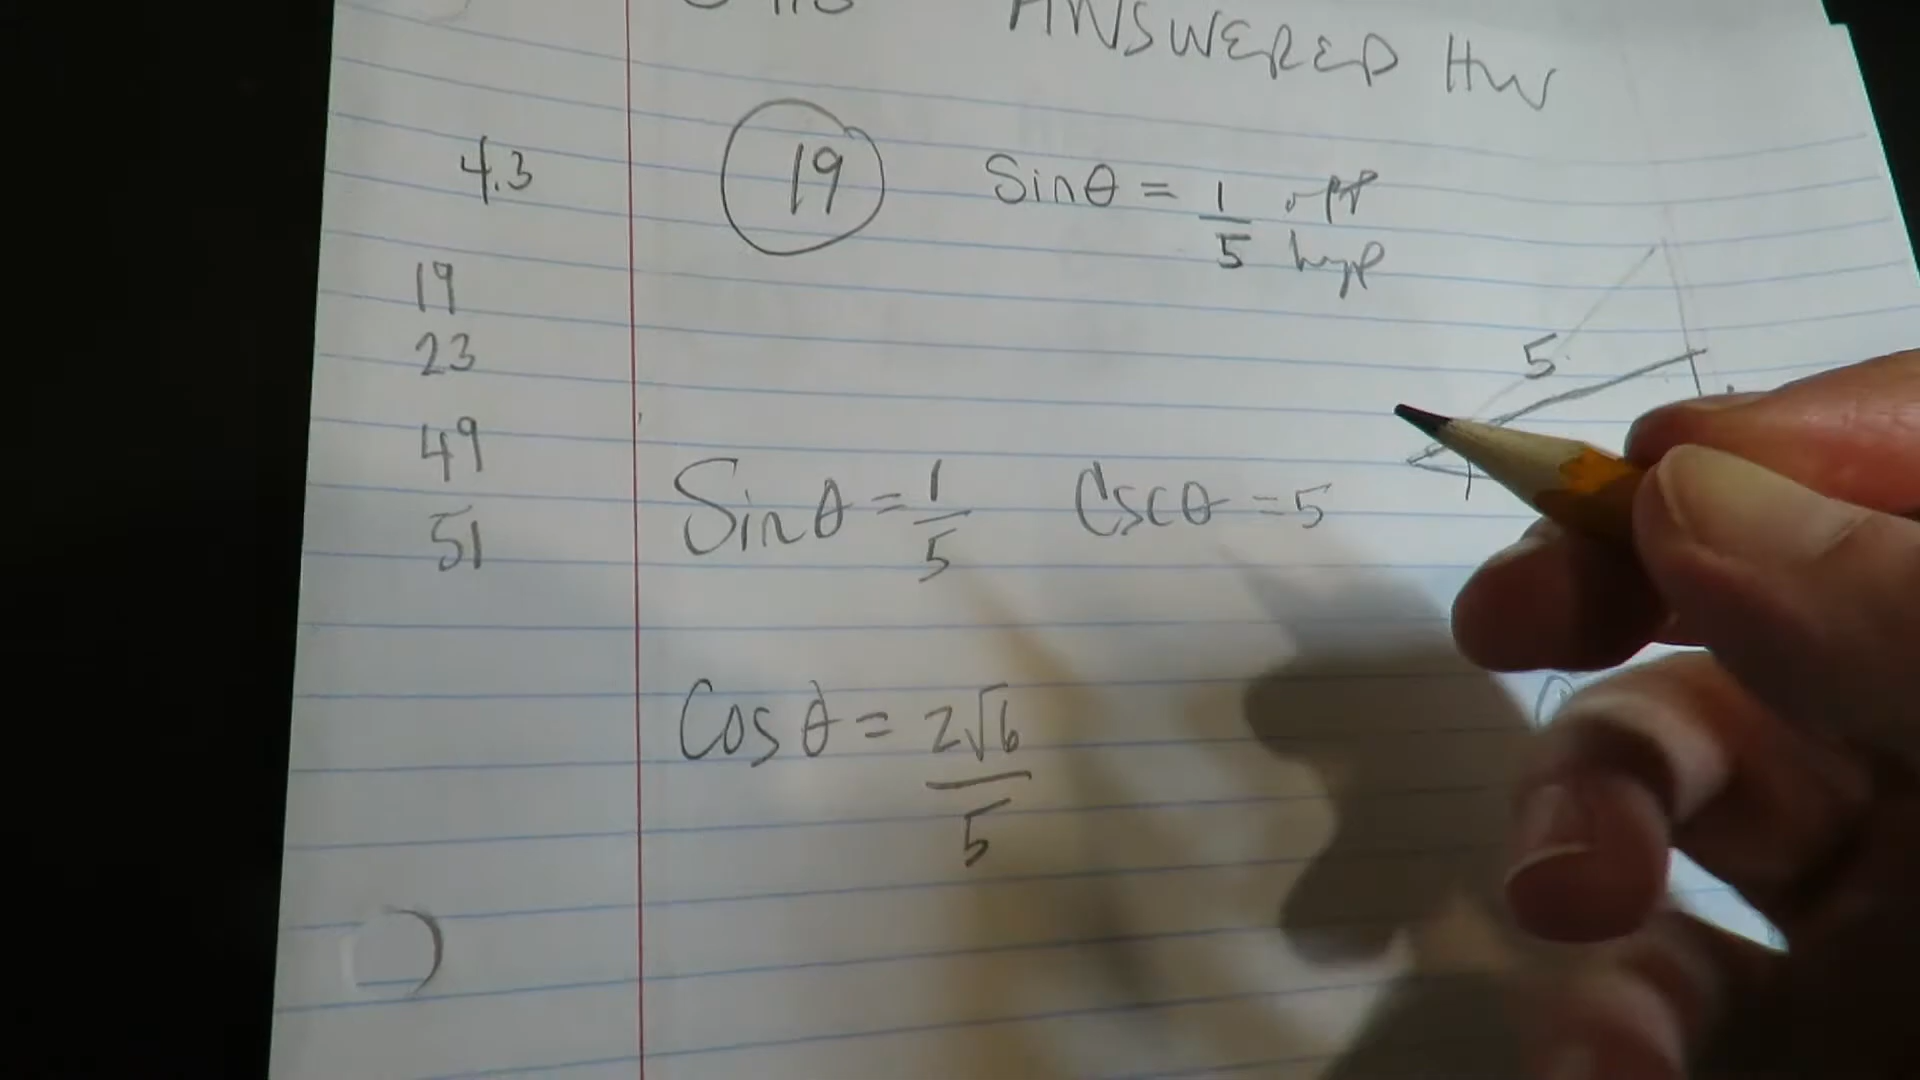 ANSWERED HW
4.3
19 Sinθ = 1/5 opp/hyp
19
23
49
51
5
Sinθ = 1/5 Cscθ = 5
Cosθ = 2√6/5